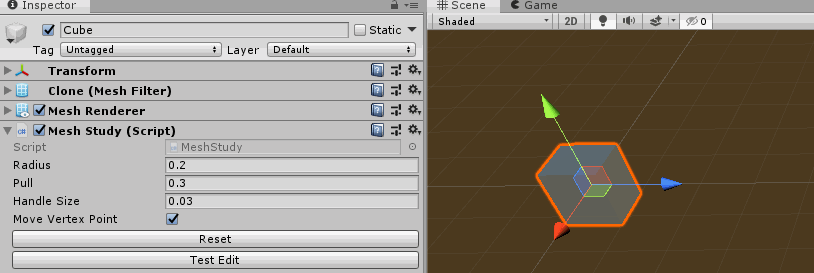 Inspector
Cube
Static
Tag Untagged Layer Default
Transform
Clone (Mesh Filter)
Mesh Renderer
Mesh Study (Script)
Script MeshStudy
Radius 0.2
Pull 0.3
Handle Size 0.03
Move Vertex Point
Reset
Test Edit
Scene Game
Shaded 2D 0